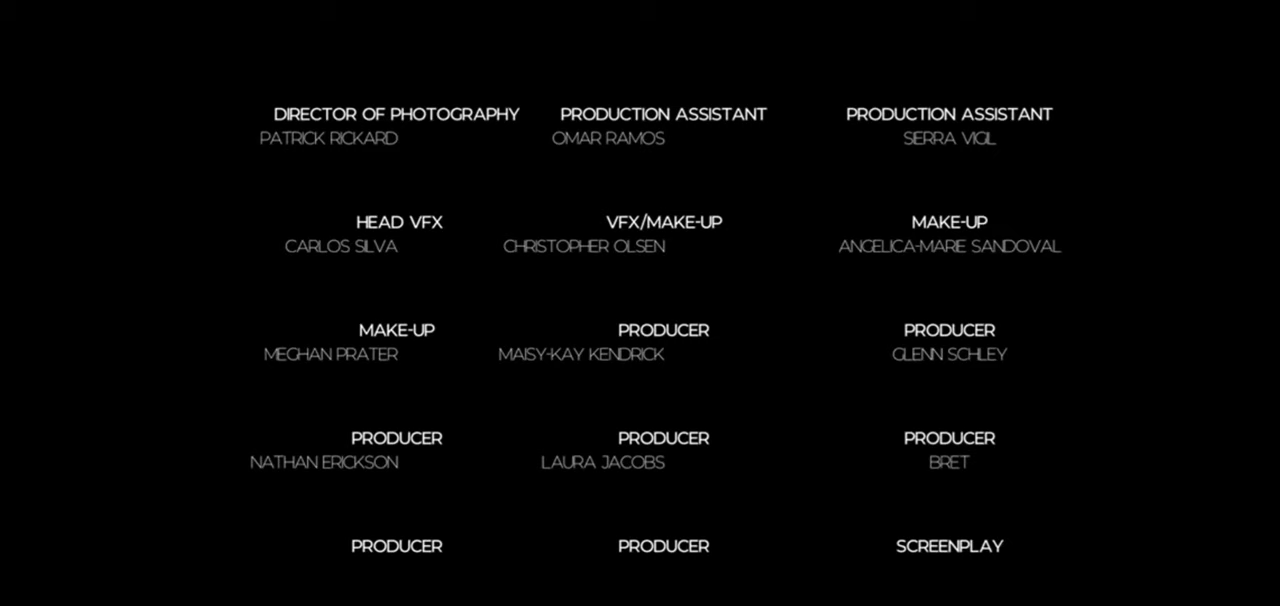 DIRECTOR OF PHOTOGRAPHY PRODUCTION ASSISTANT PRODUCTION ASSISTANT
PATRICK RICKARD OMAR RAMOS SIERRA VIGIL
HEAD VFX VFX/MAKE-UP MAKE-UP
CARLOS SILVA CHRISTOPHER OLSEN ANGELICA-MARIE SANDOVAL
MAKE-UP PRODUCER PRODUCER
MEGHAN PRATER MAISY-KAY KENDRICK GLENN SCHLEY
PRODUCER PRODUCER PRODUCER
NATHAN ERICKSON LAURA JACOBS BRET
PRODUCER PRODUCER SCREENPLAY